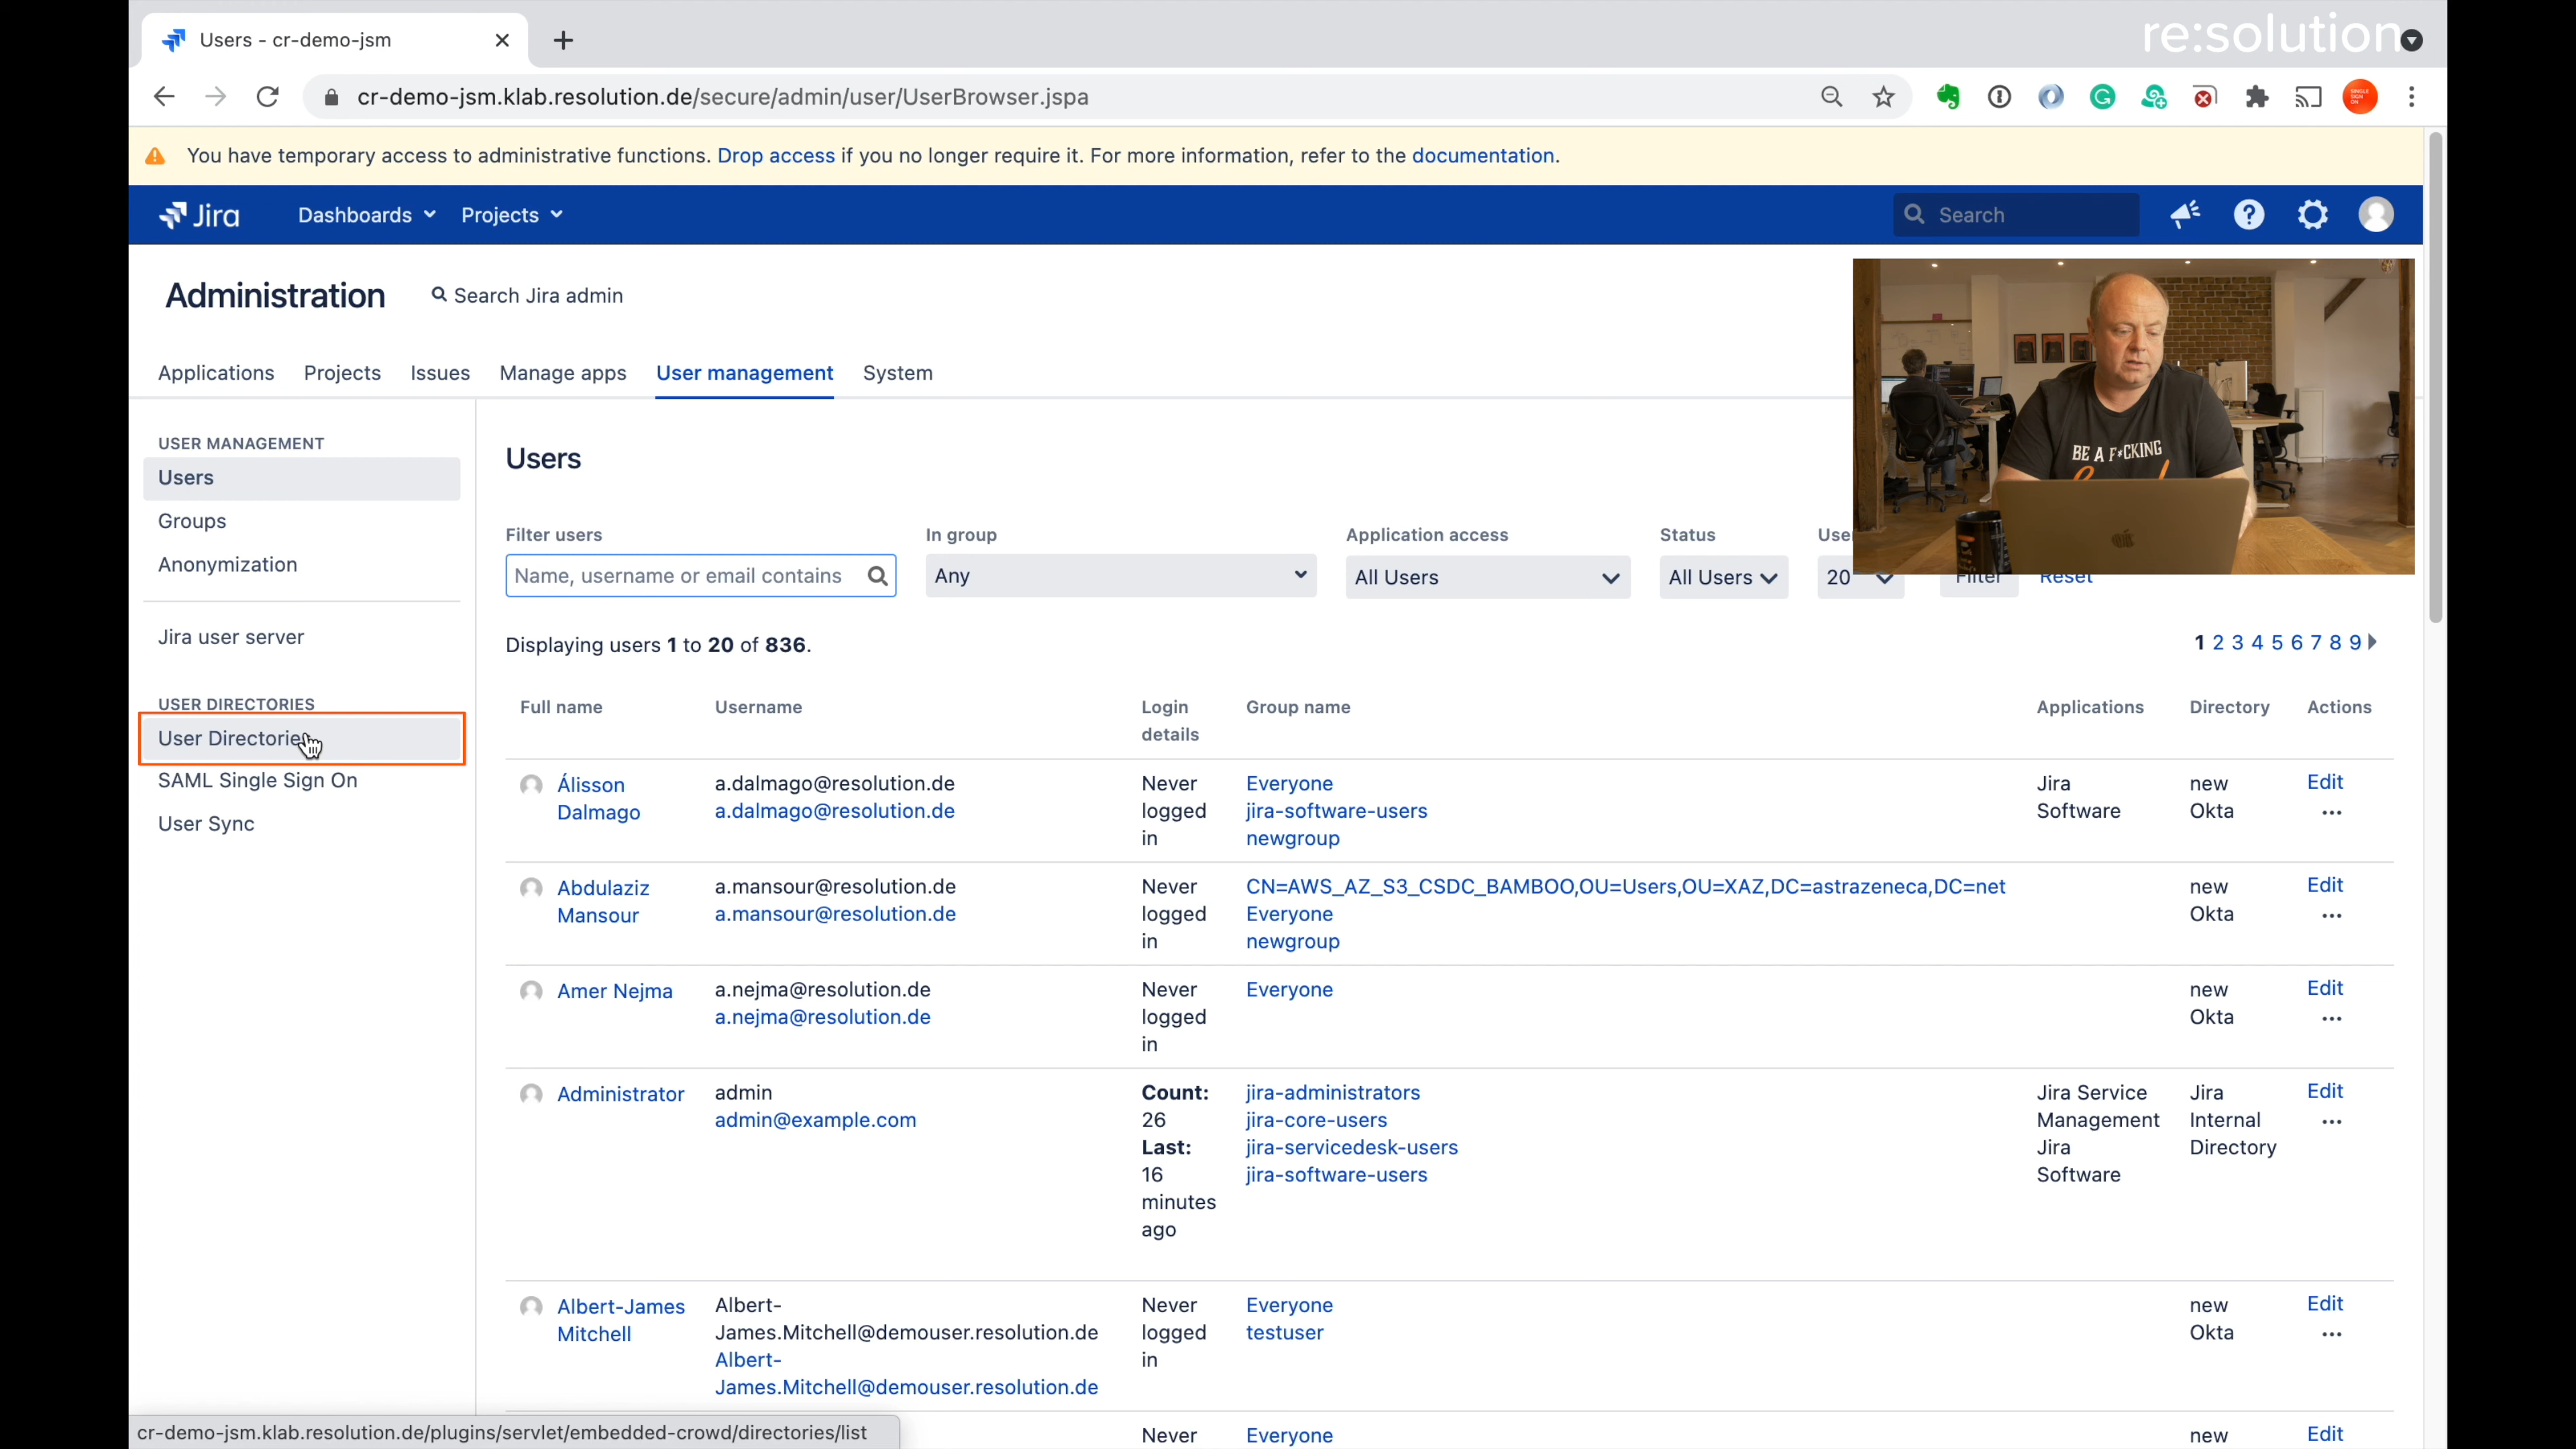 Users - cr-demo-jsm
re:solution
cr-demo-jsm.klab.resolution.de/secure/admin/user/UserBrowser.jspa
You have temporary access to administrative functions. Drop access if you no longer require it. For more information, refer to the documentation.
Jira
Dashboards
Projects
Search
Administration
Search Jira admin
Applications
Projects
Issues
Manage apps
User management
System
BE A F*CKING
USER MANAGEMENT
Users
Groups
Anonymization
Jira user server
USER DIRECTORIES
User Directories
SAML Single Sign On
User Sync
Users
Filter users
In group
Application access
Status
Name, username or email contains
Any
All Users
All Users
20
Filter
Reset
Displaying users 1 to 20 of 836.
1 2 3 4 5 6 7 8 9
Full name
Username
Login
details
Group name
Applications
Directory
Actions
Álisson
Dalmago
a.dalmago@resolution.de
a.dalmago@resolution.de
Never
logged
in
Everyone
jira-software-users
newgroup
Jira
Software
new
Okta
Edit
Abdulaziz
Mansour
a.mansour@resolution.de
a.mansour@resolution.de
Never
logged
in
CN=AWS_AZ_S3_CSDC_BAMBOO,OU=Users,OU=XAZ,DC=astrazeneca,DC=net
Everyone
newgroup
new
Okta
Edit
Amer Nejma
a.nejma@resolution.de
a.nejma@resolution.de
Never
logged
in
Everyone
new
Okta
Edit
Administrator
admin
admin@example.com
Count:
26
Last:
16
minutes
ago
jira-administrators
jira-core-users
jira-servicedesk-users
jira-software-users
Jira Service
Management
Jira
Software
Jira
Internal
Directory
Edit
Albert-James
Mitchell
Albert-
James.Mitchell@demouser.resolution.de
Albert-
James.Mitchell@demouser.resolution.de
Never
logged
in
Everyone
testuser
new
Okta
Edit
Never
Everyone
new
Edit
cr-demo-jsm.klab.resolution.de/plugins/servlet/embedded-crowd/directories/list